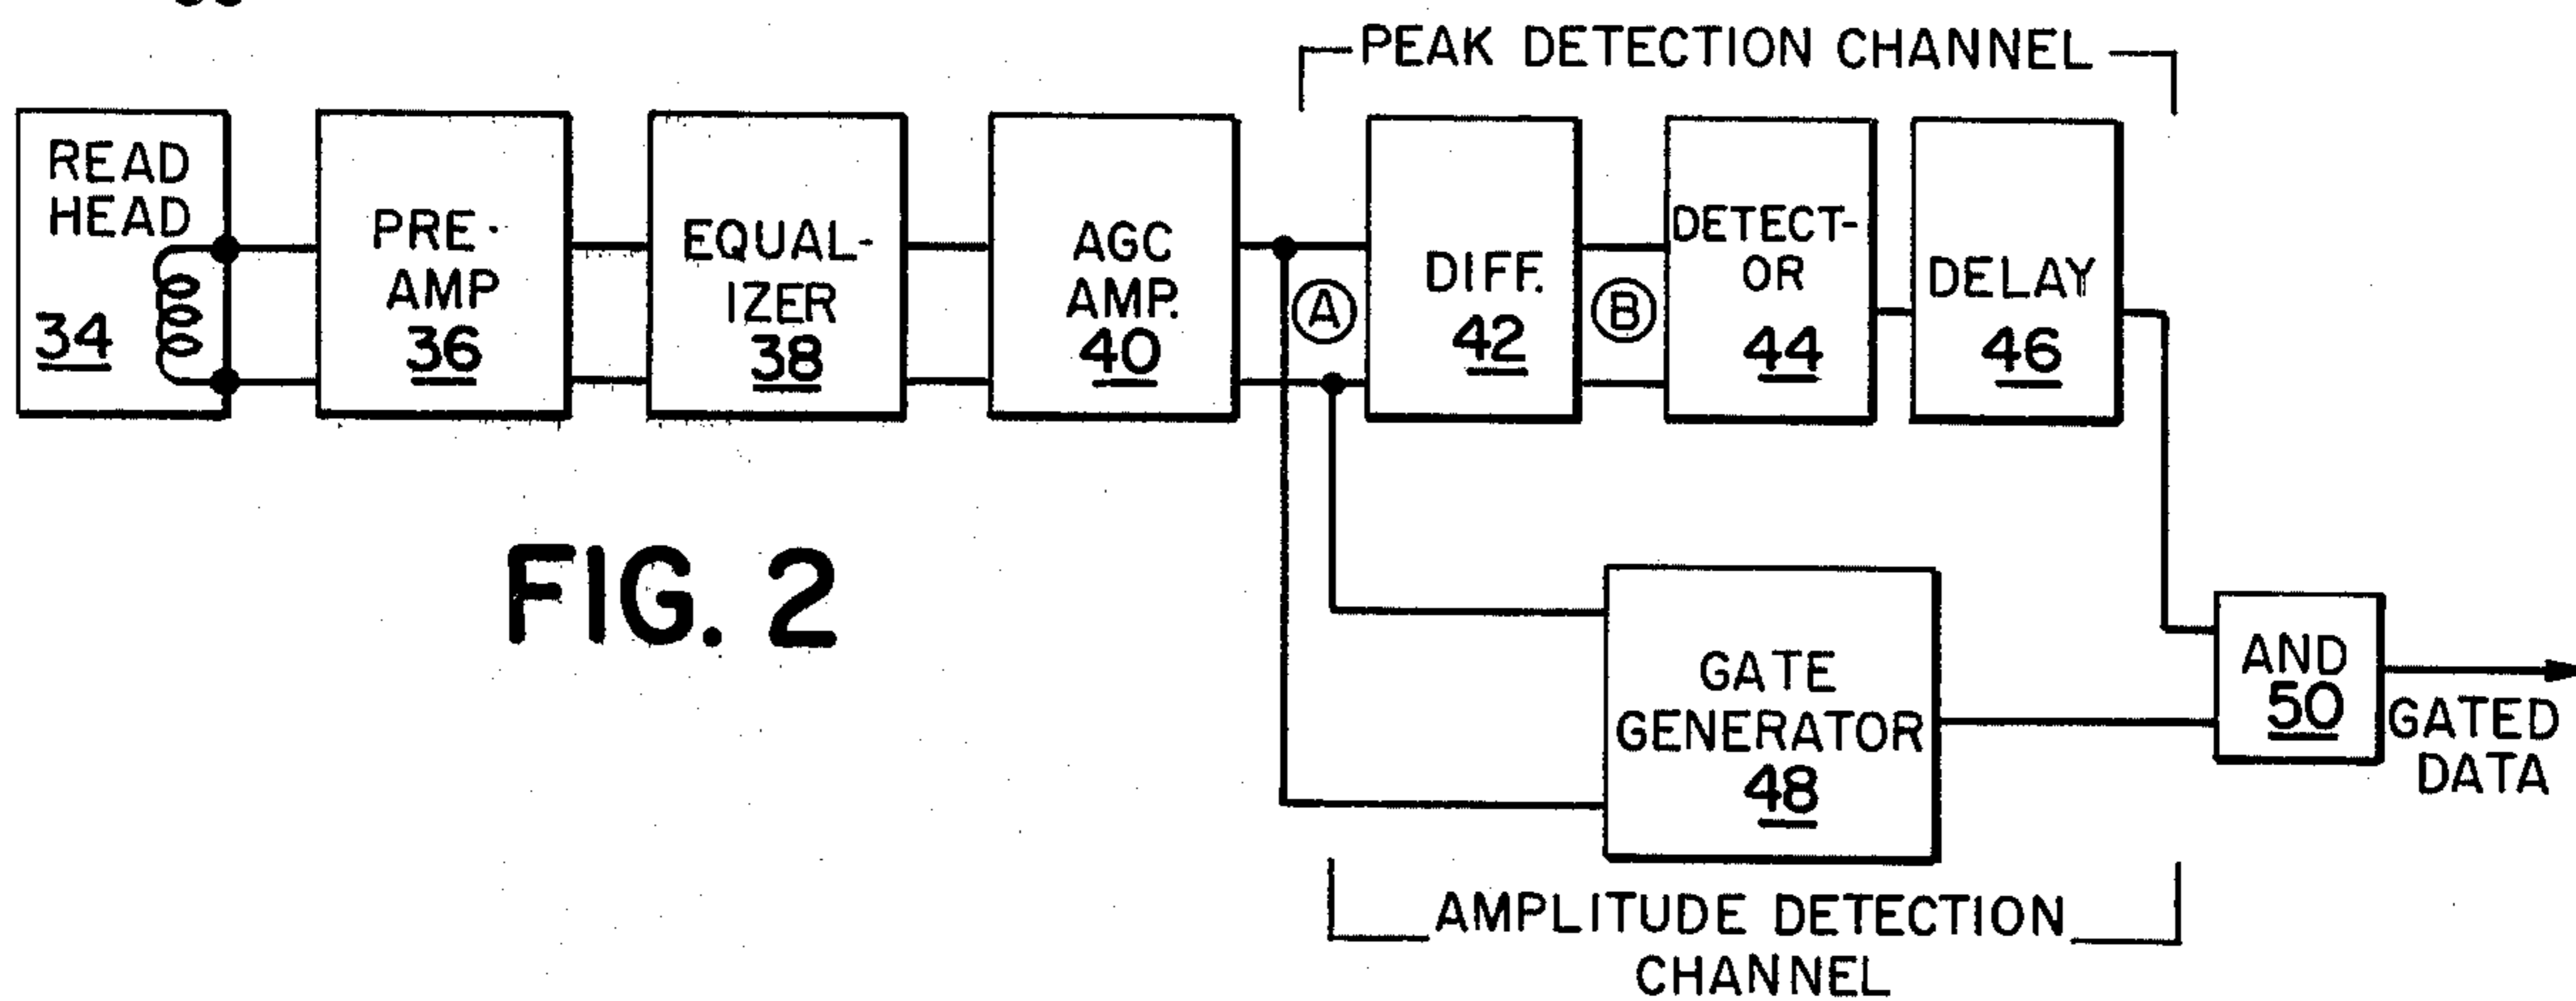 PEAK DETECTION CHANNEL
READ
HEAD
34
PRE-
AMP
36
EQUAL-
IZER
38
AGC
AMP.
40
A
DIFF.
42
B
DETECT-
OR
44
DELAY
46
FIG. 2
GATE
GENERATOR
48
AND
50
GATED
DATA
AMPLITUDE DETECTION
CHANNEL